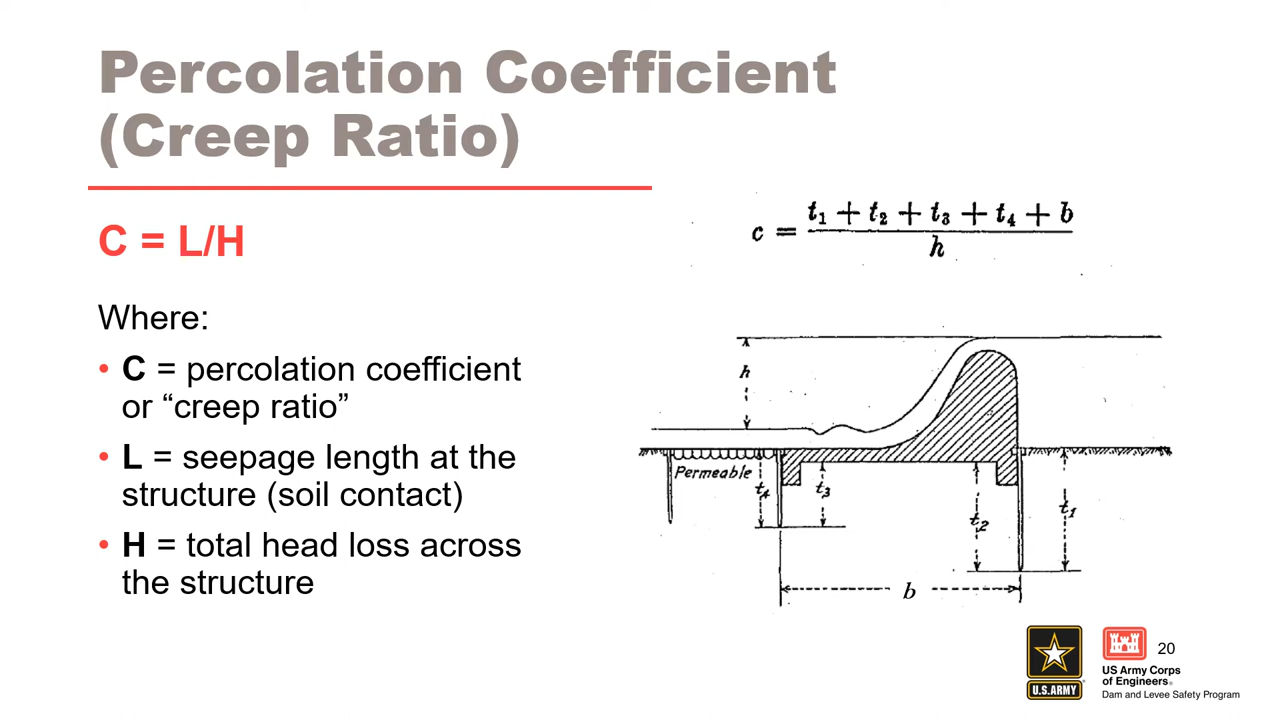 Percolation Coefficient
(Creep Ratio)
C = L/H
Where:
• C = percolation coefficient
or “creep ratio”
• L = seepage length at the
structure (soil contact)
• H = total head loss across
the structure
c = t₁ + t₂ + t₃ + t₄ + b
h
h
Permeable
t₄
t₃
t₂
t₁
b
U.S.ARMY
US Army Corps
of Engineers®
Dam and Levee Safety Program
20